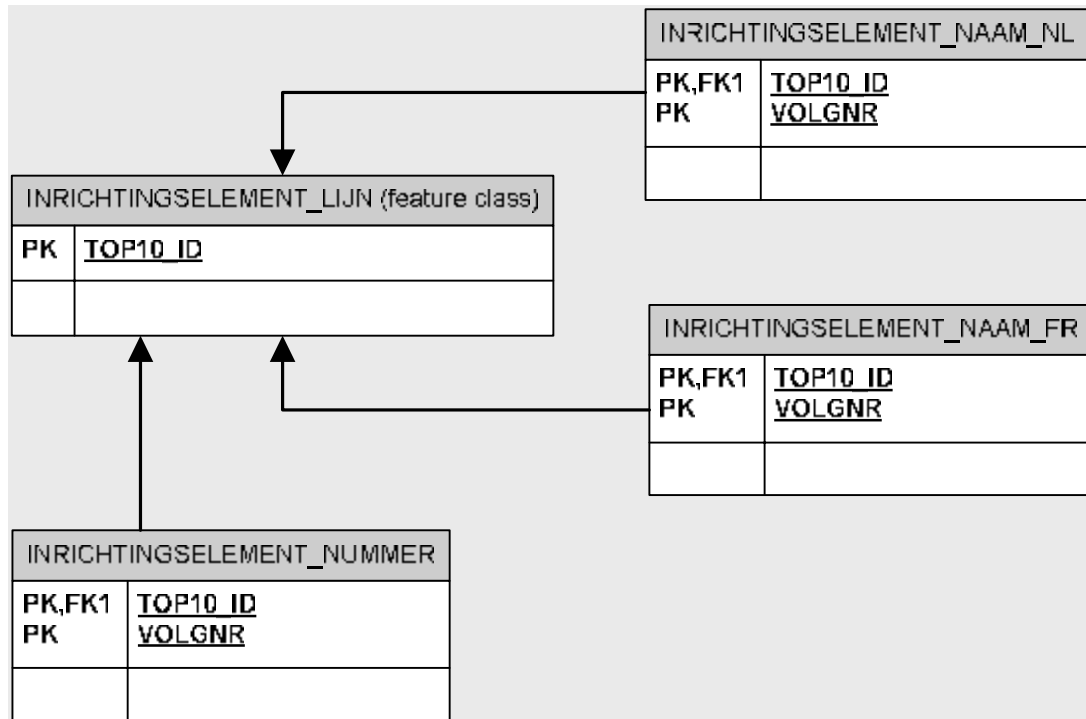 INRICHTINGSELEMENT_NAAM_NL
PK,FK1 TOP10_ID
PK VOLGNR
INRICHTINGSELEMENT_LIJN (feature class)
PK TOP10_ID
INRICHTINGSELEMENT_NAAM_FR
PK,FK1 TOP10_ID
PK VOLGNR
INRICHTINGSELEMENT_NUMMER
PK,FK1 TOP10_ID
PK VOLGNR